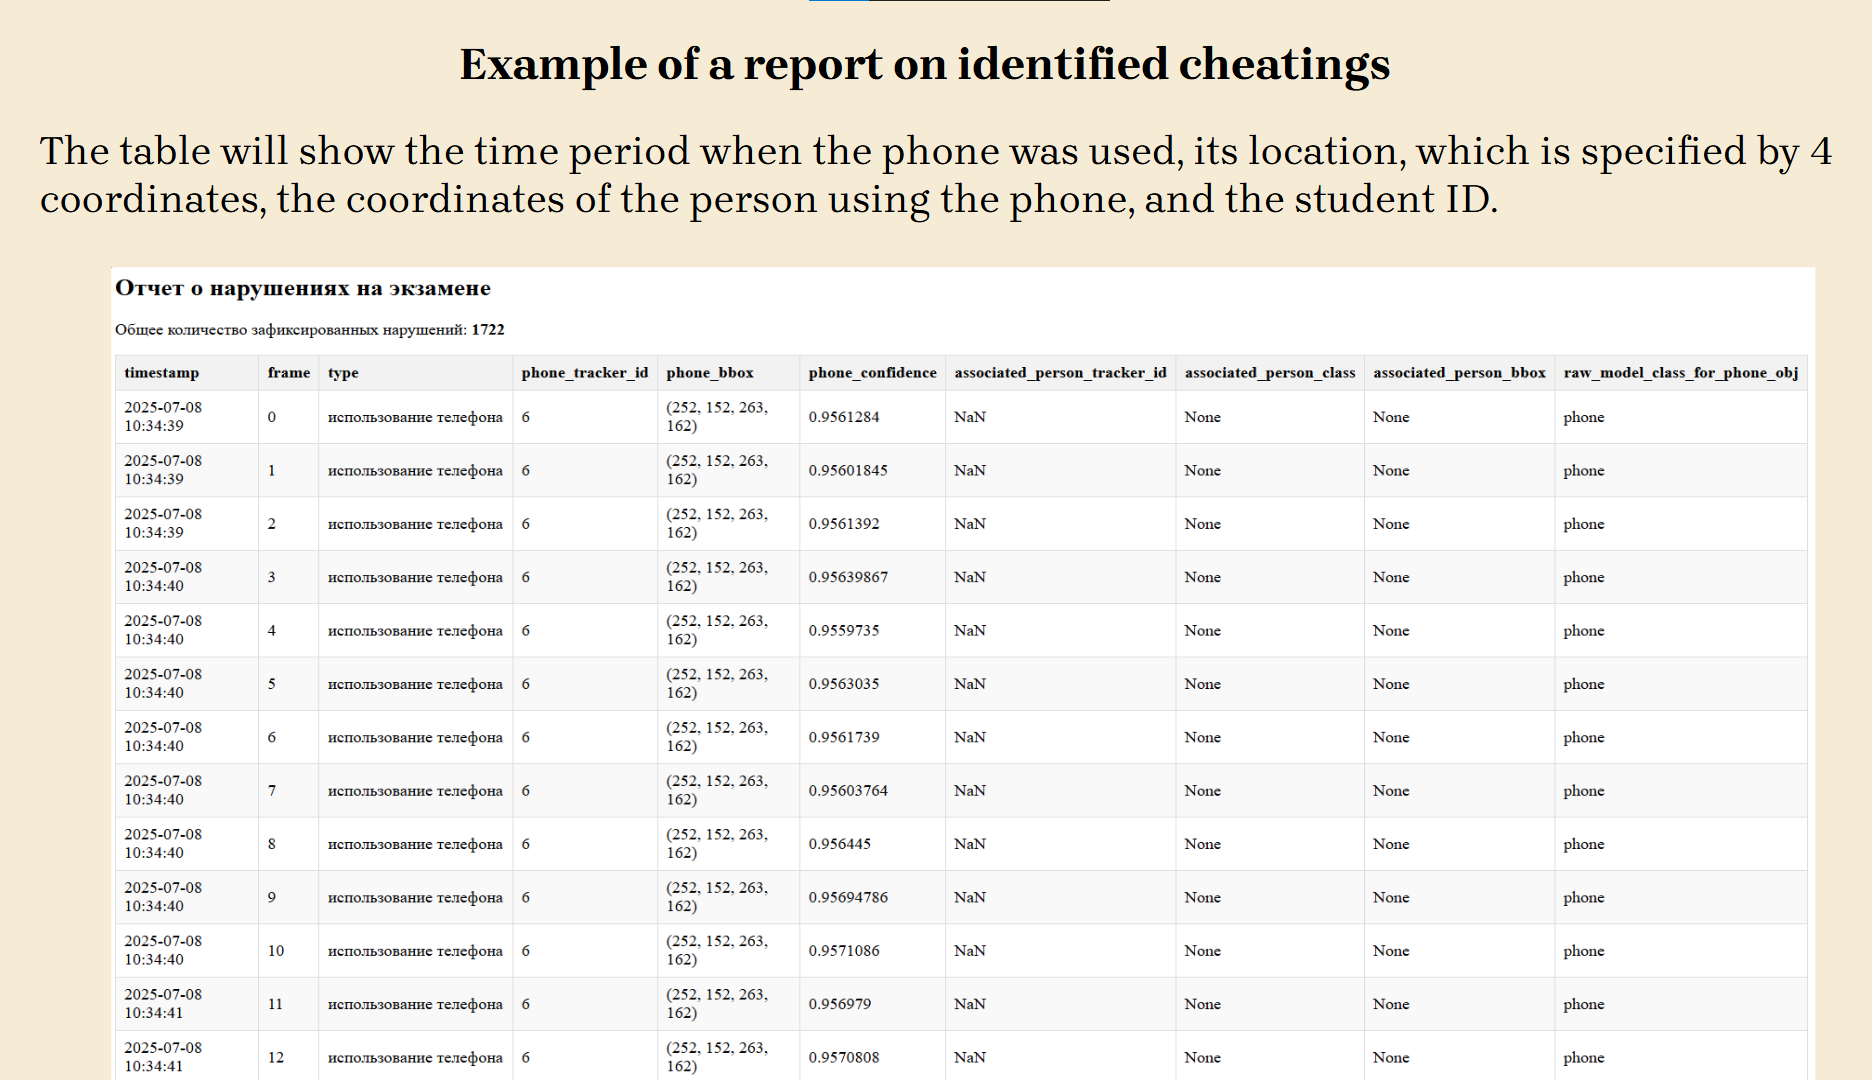 Example of a report on identified cheatings
The table will show the time period when the phone was used, its location, which is specified by 4
coordinates, the coordinates of the person using the phone, and the student ID.
Отчет о нарушениях на экзамене
Общее количество зафиксированных нарушений: 1722
timestamp frame type phone_tracker_id phone_bbox phone_confidence associated_person_tracker_id associated_person_class associated_person_bbox raw_model_class_for_phone_obj
2025-07-08 10:34:39 0 использование телефона 6 (252, 152, 263, 162) 0.9561284 NaN None None phone
2025-07-08 10:34:39 1 использование телефона 6 (252, 152, 263, 162) 0.95601845 NaN None None phone
2025-07-08 10:34:39 2 использование телефона 6 (252, 152, 263, 162) 0.9561392 NaN None None phone
2025-07-08 10:34:40 3 использование телефона 6 (252, 152, 263, 162) 0.95639867 NaN None None phone
2025-07-08 10:34:40 4 использование телефона 6 (252, 152, 263, 162) 0.9559735 NaN None None phone
2025-07-08 10:34:40 5 использование телефона 6 (252, 152, 263, 162) 0.9563035 NaN None None phone
2025-07-08 10:34:40 6 использование телефона 6 (252, 152, 263, 162) 0.9561739 NaN None None phone
2025-07-08 10:34:40 7 использование телефона 6 (252, 152, 263, 162) 0.95603764 NaN None None phone
2025-07-08 10:34:40 8 использование телефона 6 (252, 152, 263, 162) 0.956445 NaN None None phone
2025-07-08 10:34:40 9 использование телефона 6 (252, 152, 263, 162) 0.95694786 NaN None None phone
2025-07-08 10:34:40 10 использование телефона 6 (252, 152, 263, 162) 0.9571086 NaN None None phone
2025-07-08 10:34:41 11 использование телефона 6 (252, 152, 263, 162) 0.956979 NaN None None phone
2025-07-08 10:34:41 12 использование телефона 6 (252, 152, 263, 162) 0.9570808 NaN None None phone